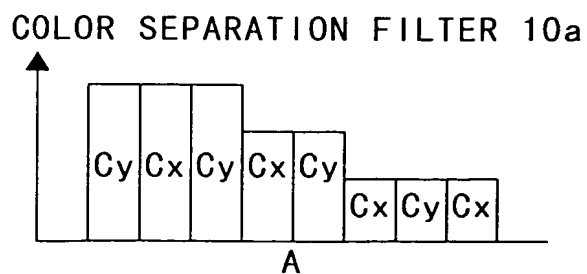 COLOR SEPARATION FILTER 10a
Cy Cx Cy Cx Cy
Cx Cy Cx
A